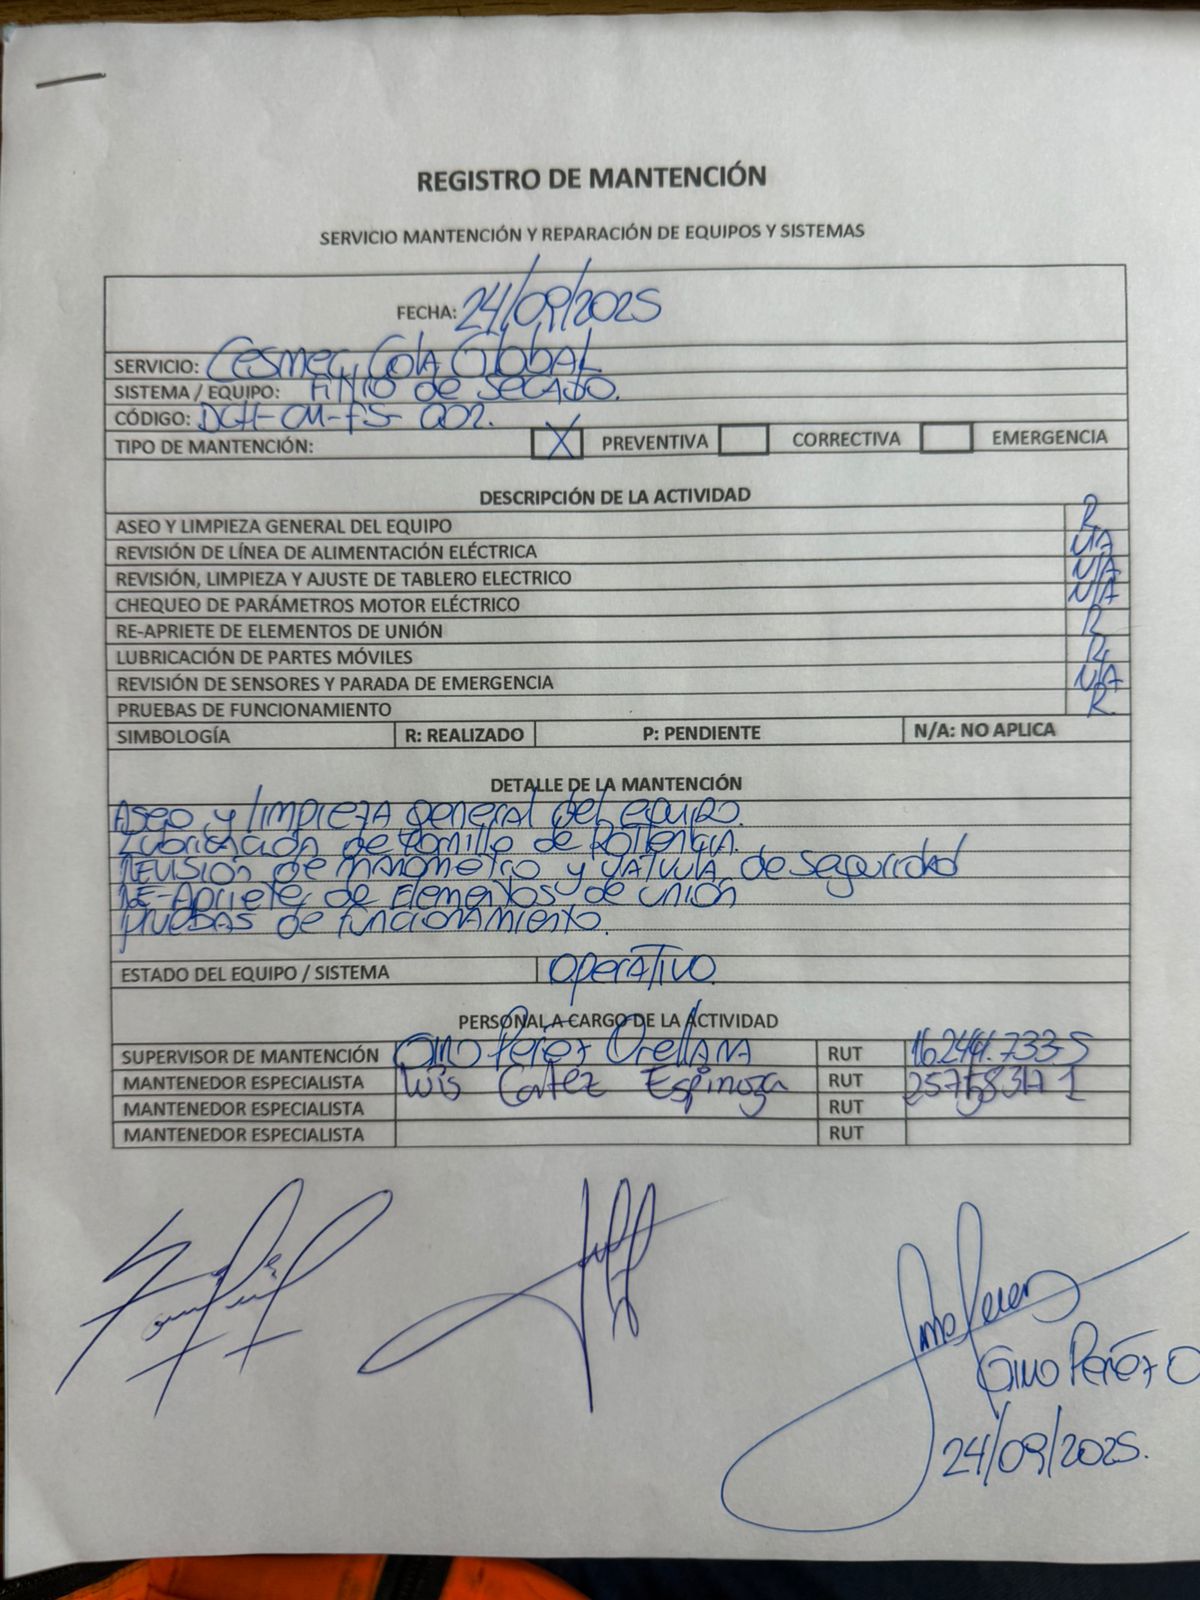 REGISTRO DE MANTENCIÓN
SERVICIO MANTENCIÓN Y REPARACIÓN DE EQUIPOS Y SISTEMAS
FECHA: 24/09/2025
SERVICIO: Cesmec, Cola Global
SISTEMA / EQUIPO: Filtro de secado.
CÓDIGO: DCH-CM-FS-002.
TIPO DE MANTENCIÓN: X PREVENTIVA CORRECTIVA EMERGENCIA
DESCRIPCIÓN DE LA ACTIVIDAD
ASEO Y LIMPIEZA GENERAL DEL EQUIPO R
REVISIÓN DE LÍNEA DE ALIMENTACIÓN ELÉCTRICA N/A
REVISIÓN, LIMPIEZA Y AJUSTE DE TABLERO ELECTRICO N/A
CHEQUEO DE PARÁMETROS MOTOR ELÉCTRICO N/A
RE-APRIETE DE ELEMENTOS DE UNIÓN R
LUBRICACIÓN DE PARTES MÓVILES R
REVISIÓN DE SENSORES Y PARADA DE EMERGENCIA N/A
PRUEBAS DE FUNCIONAMIENTO R
SIMBOLOGÍA R: REALIZADO P: PENDIENTE N/A: NO APLICA
DETALLE DE LA MANTENCIÓN
Aseo y limpieza general del equipo.
Lubricación de tornillo de
Revisión de manometro y valvula de seguridad
Re-Apriete de elementos de unión
pruebas de funcionamiento.
ESTADO DEL EQUIPO / SISTEMA Operativo
PERSONAL A CARGO DE LA ACTIVIDAD
SUPERVISOR DE MANTENCIÓN Gino Pérez Orellana RUT 16.244.733-5
MANTENEDOR ESPECIALISTA Luis Cortez Espinoza RUT
MANTENEDOR ESPECIALISTA RUT
MANTENEDOR ESPECIALISTA RUT
Gino Pérez O
24/09/2025.